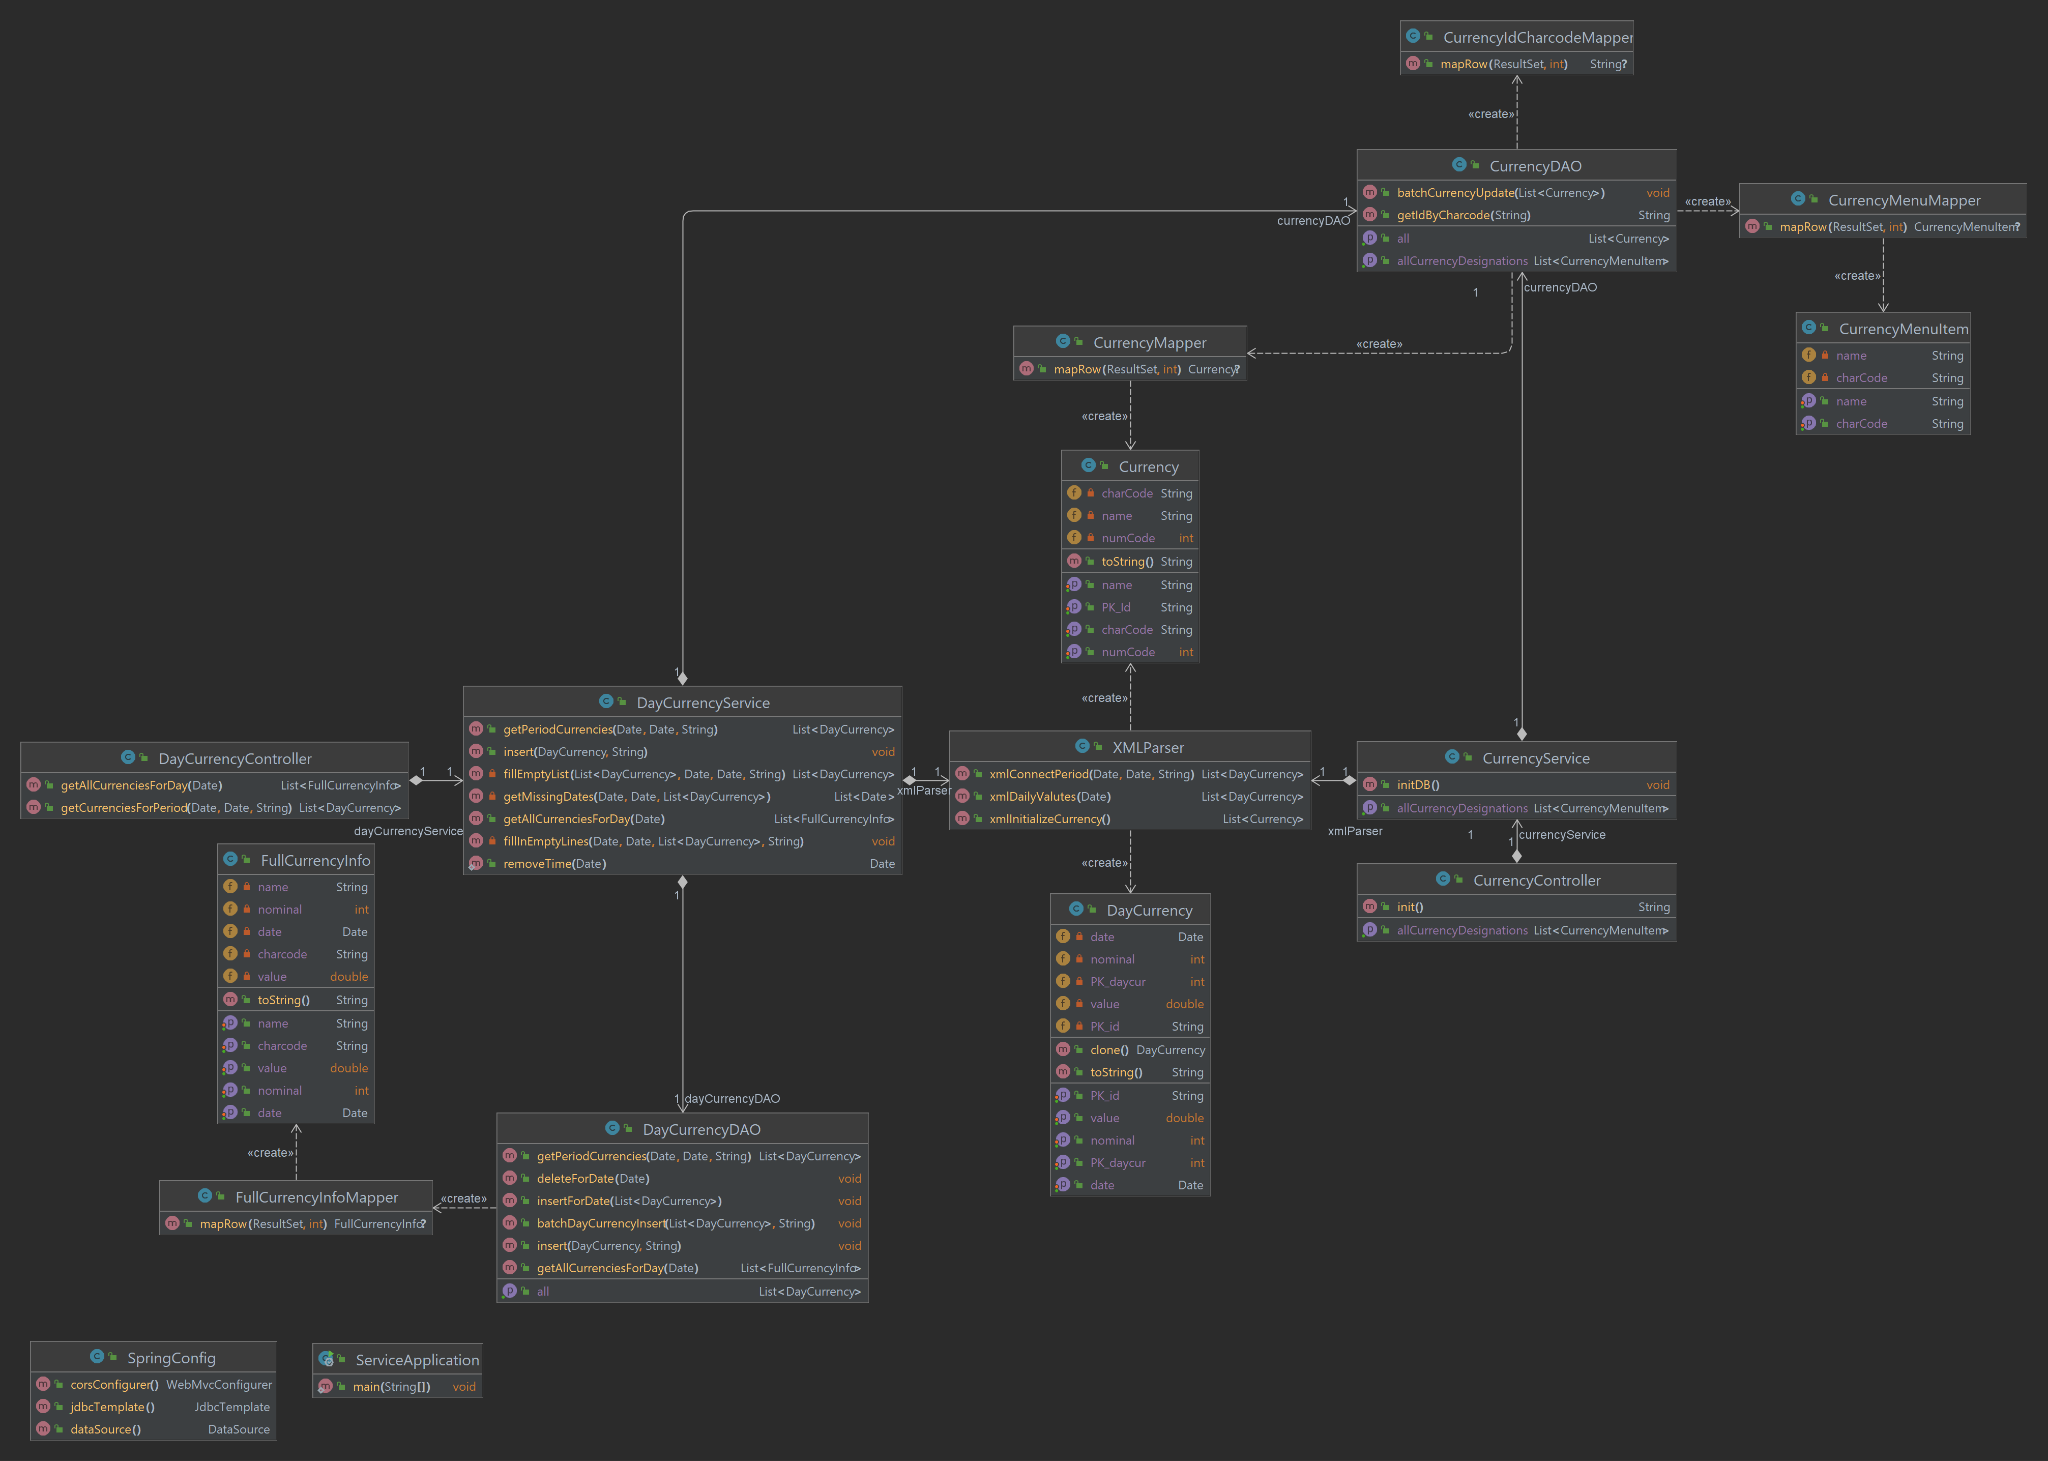 CurrencyIdCharcodeMapper
mapRow(ResultSet, int) String?
«create»
CurrencyDAO
batchCurrencyUpdate(List<Currency>) void
getIdByCharcode(String) String
all List<Currency>
allCurrencyDesignations List<CurrencyMenuItem>
«create»
CurrencyMenuMapper
mapRow(ResultSet, int) CurrencyMenuItem?
«create»
CurrencyMenuItem
name String
charCode String
name String
charCode String
1
currencyDAO
1
currencyDAO
«create»
CurrencyMapper
mapRow(ResultSet, int) Currency?
«create»
Currency
charCode String
name String
numCode int
toString() String
name String
PK_Id String
charCode String
numCode int
«create»
1
DayCurrencyService
getPeriodCurrencies(Date, Date, String) List<DayCurrency>
insert(DayCurrency, String) void
fillEmptyList(List<DayCurrency>, Date, Date, String) List<DayCurrency>
getMissingDates(Date, Date, List<DayCurrency>) List<Date>
getAllCurrenciesForDay(Date) List<FullCurrencyInfo>
fillInEmptyLines(Date, Date, List<DayCurrency>, String) void
removeTime(Date) Date
DayCurrencyController
getAllCurrenciesForDay(Date) List<FullCurrencyInfo>
getCurrenciesForPeriod(Date, Date, String) List<DayCurrency>
1 1
dayCurrencyService
1 1
xmlParser
XMLParser
xmlConnectPeriod(Date, Date, String) List<DayCurrency>
xmlDailyValutes(Date) List<DayCurrency>
xmlInitializeCurrency() List<Currency>
1 1
xmlParser
1
CurrencyService
initDB() void
allCurrencyDesignations List<CurrencyMenuItem>
1
currencyService
1
CurrencyController
init() String
allCurrencyDesignations List<CurrencyMenuItem>
«create»
DayCurrency
date Date
nominal int
PK_daycur int
value double
PK_id String
clone() DayCurrency
toString() String
PK_id String
value double
nominal int
PK_daycur int
date Date
FullCurrencyInfo
name String
nominal int
date Date
charcode String
value double
toString() String
name String
charcode String
value double
nominal int
date Date
«create»
FullCurrencyInfoMapper
mapRow(ResultSet, int) FullCurrencyInfo?
«create»
1
1 dayCurrencyDAO
DayCurrencyDAO
getPeriodCurrencies(Date, Date, String) List<DayCurrency>
deleteForDate(Date) void
insertForDate(List<DayCurrency>) void
batchDayCurrencyInsert(List<DayCurrency>, String) void
insert(DayCurrency, String) void
getAllCurrenciesForDay(Date) List<FullCurrencyInfo>
all List<DayCurrency>
SpringConfig
corsConfigurer() WebMvcConfigurer
jdbcTemplate() JdbcTemplate
dataSource() DataSource
ServiceApplication
main(String[]) void